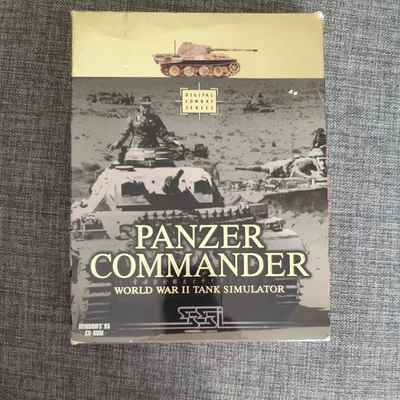 DIGITAL
COMBAT
SERIES
PANZER
COMMANDER
WORLD WAR II TANK SIMULATOR
SSI
WINDOWS 95
CD-ROM